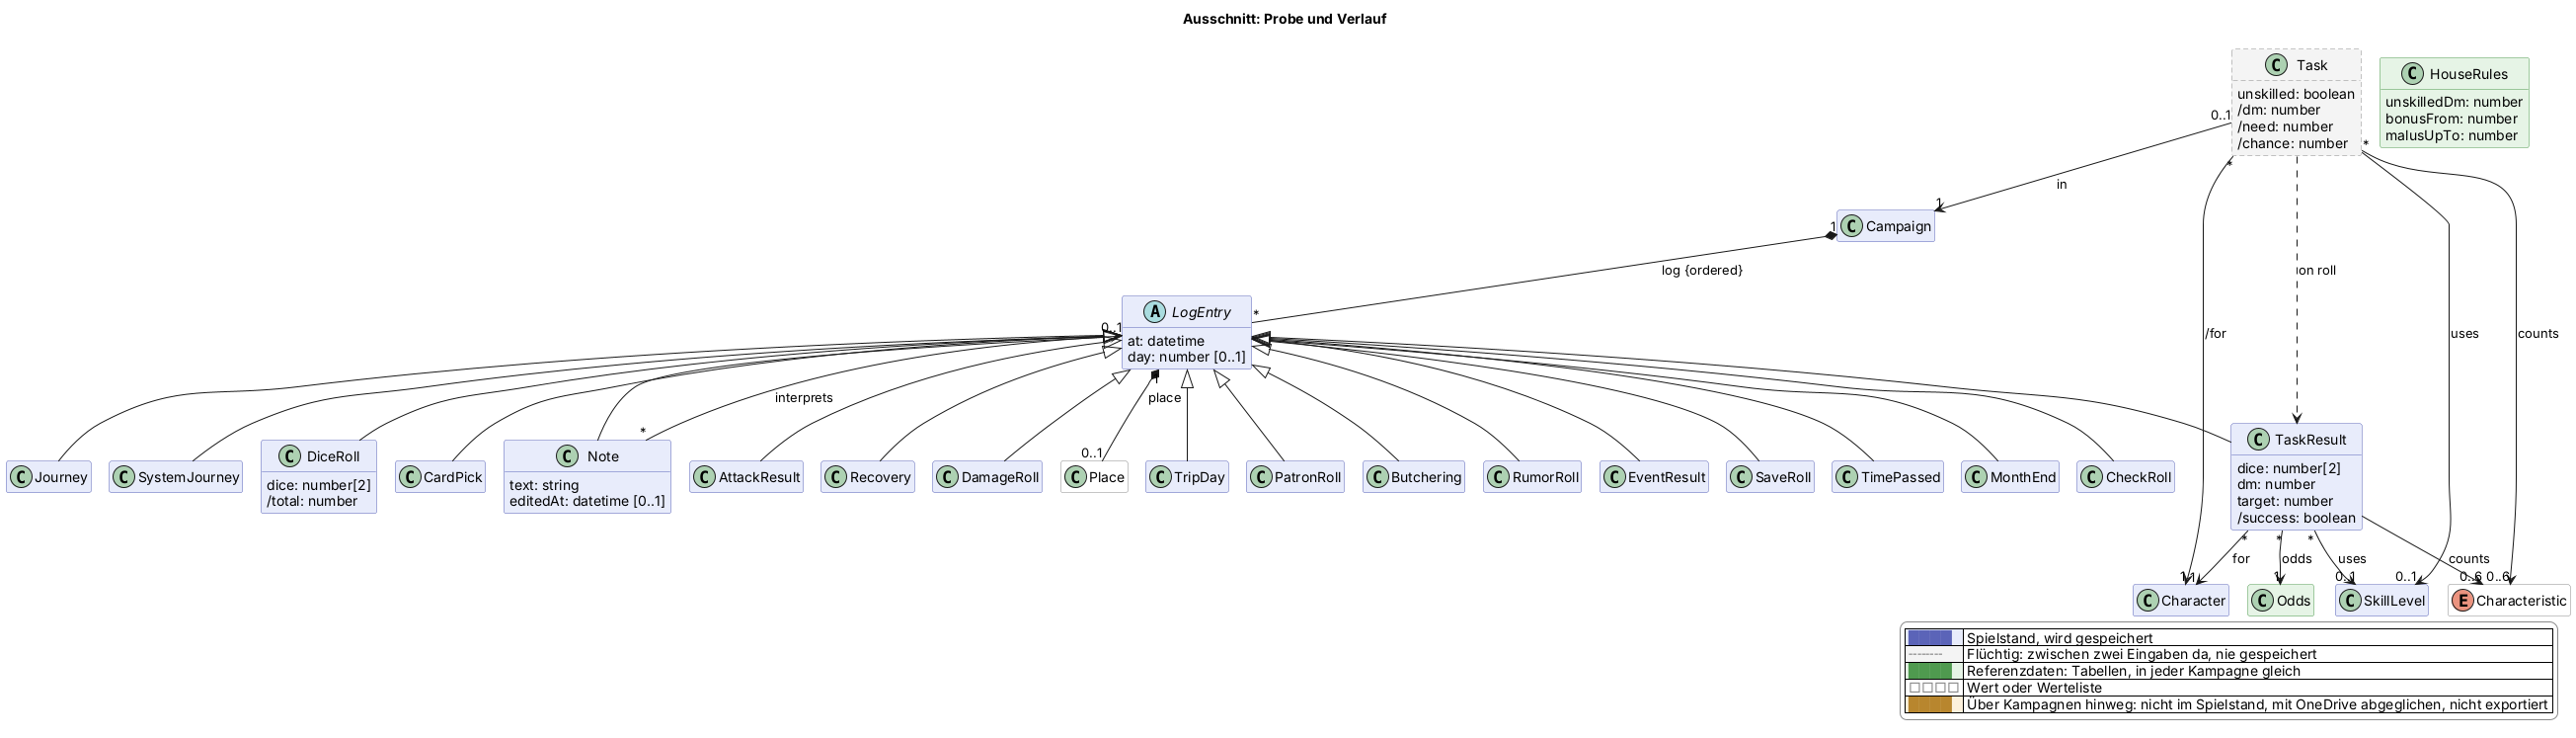 Ausschnitt: Probe und Verlauf
C Task
unskilled: boolean
/dm: number
/need: number
/chance: number
C HouseRules
unskilledDm: number
bonusFrom: number
malusUpTo: number
0..1
*
*
in
1
C Campaign
1
log {ordered}
on roll
A LogEntry
at: datetime
day: number [0..1]
0..1
*
/for
uses
counts
interprets
*
1
place
0..1
C Journey
C SystemJourney
C DiceRoll
dice: number[2]
/total: number
C CardPick
C Note
text: string
editedAt: datetime [0..1]
C AttackResult
C Recovery
C DamageRoll
C Place
C TripDay
C PatronRoll
C Butchering
C RumorRoll
C EventResult
C SaveRoll
C TimePassed
C MonthEnd
C CheckRoll
C TaskResult
dice: number[2]
dm: number
target: number
/success: boolean
*
*
*
for
odds
uses
counts
1
1
1
0..1
0..1
0..6
0..6
C Character
C Odds
C SkillLevel
E Characteristic
Spielstand, wird gespeichert
Flüchtig: zwischen zwei Eingaben da, nie gespeichert
Referenzdaten: Tabellen, in jeder Kampagne gleich
Wert oder Werteliste
Über Kampagnen hinweg: nicht im Spielstand, mit OneDrive abgeglichen, nicht exportiert